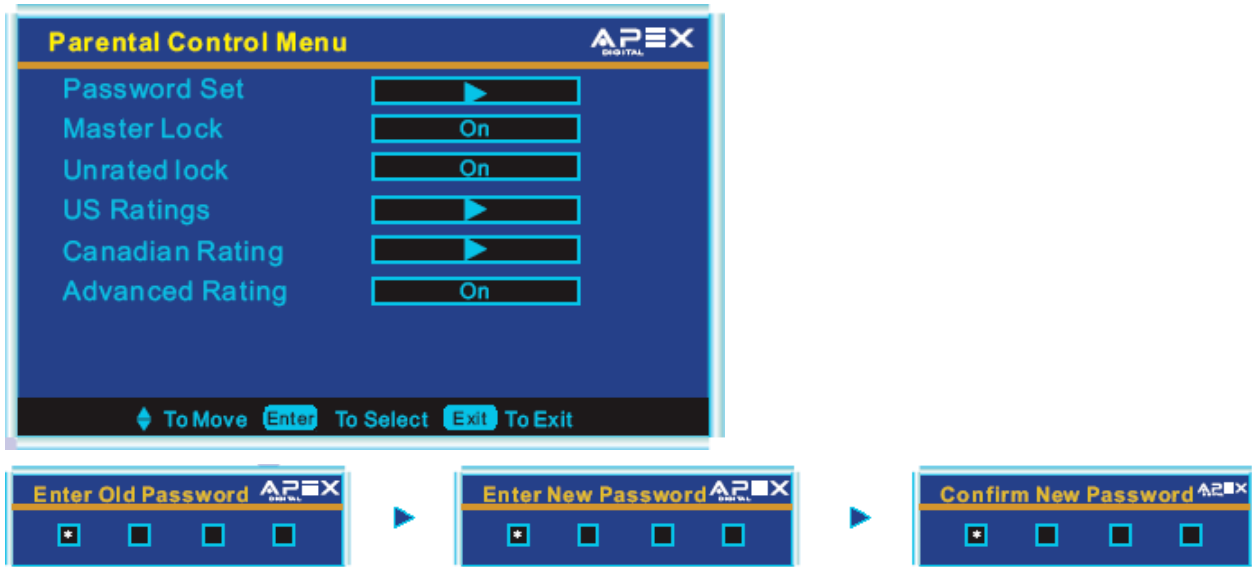 Parental Control Menu APEX DIGITAL
Password Set
Master Lock On
Unrated lock On
US Ratings
Canadian Rating
Advanced Rating On
To Move Enter To Select Exit To Exit
Enter Old Password APEX DIGITAL
*
Enter New Password APEX DIGITAL
*
Confirm New Password APEX
*